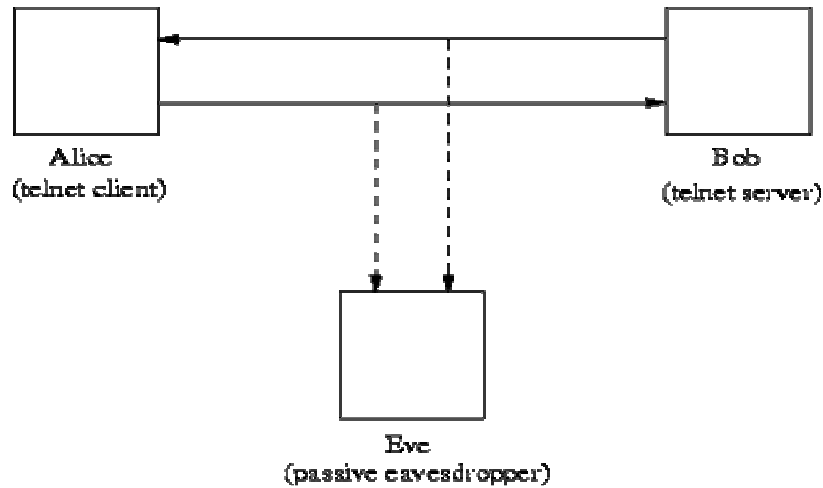 Alice
(telnet client)
Bob
(telnet server)
Eve
(passive eavesdropper)